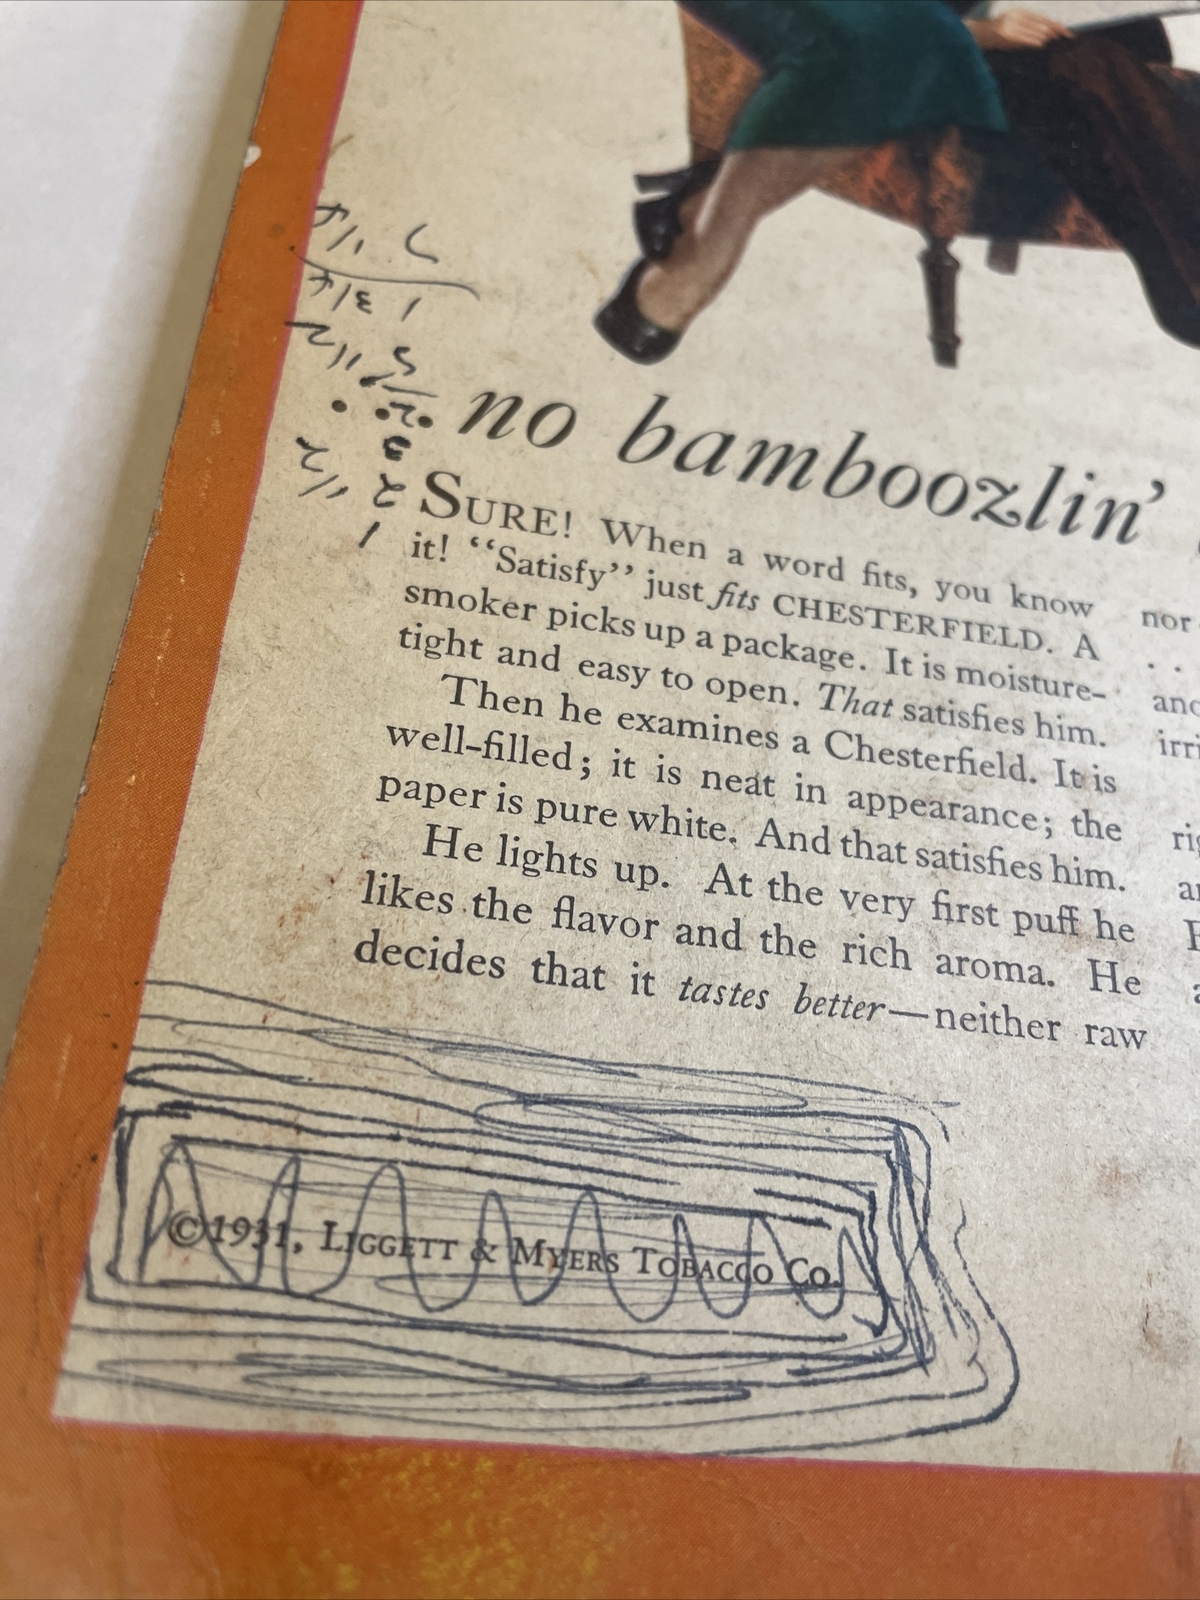 no bamboozlin'
SURE! When a word fits, you know
it! "Satisfy" just fits CHESTERFIELD. A
smoker picks up a package. It is moisture-
tight and easy to open. That satisfies him.
Then he examines a Chesterfield. It is
well-filled; it is neat in appearance; the
paper is pure white. And that satisfies him.
He lights up. At the very first puff he
likes the flavor and the rich aroma. He
decides that it tastes better—neither raw
nor
© 1931, LIGGETT & MYERS TOBACCO CO.